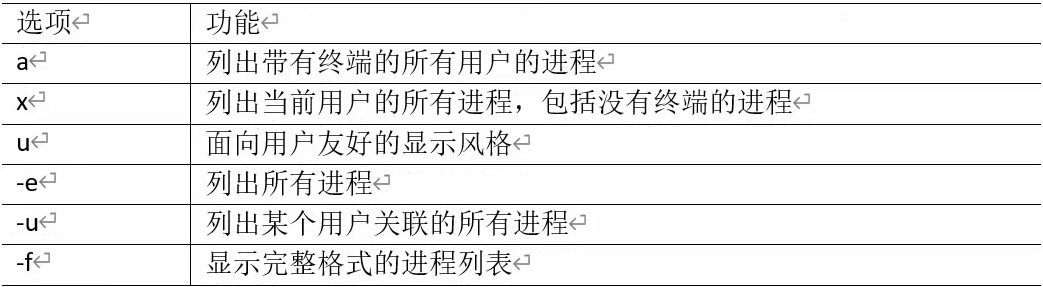 选项 功能
a 列出带有终端的所有用户的进程
x 列出当前用户的所有进程，包括没有终端的进程
u 面向用户友好的显示风格
-e 列出所有进程
-u 列出某个用户关联的所有进程
-f 显示完整格式的进程列表